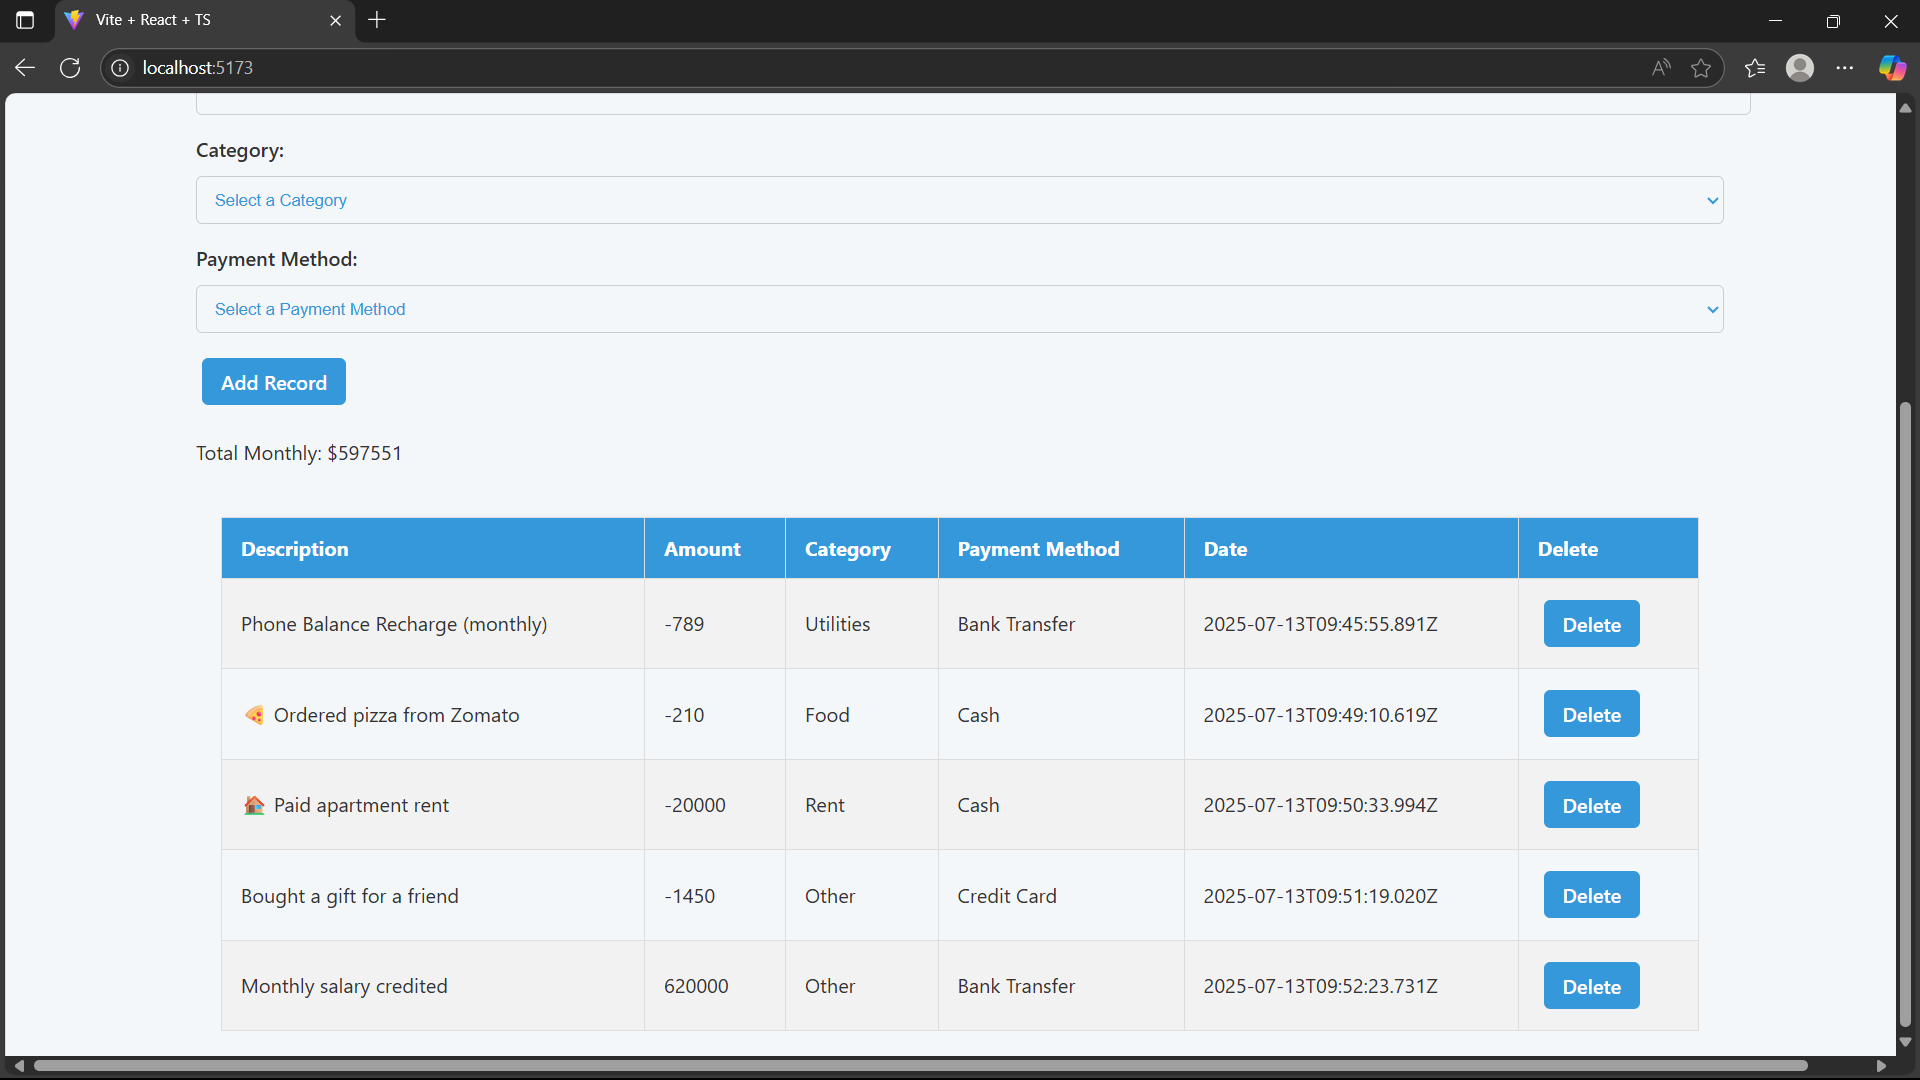 Vite + React + TS
localhost:5173
Category:
Select a Category
Payment Method:
Select a Payment Method
Add Record
Total Monthly: $597551
Description Amount Category Payment Method Date Delete
Phone Balance Recharge (monthly) -789 Utilities Bank Transfer 2025-07-13T09:45:55.891Z Delete
🍕 Ordered pizza from Zomato -210 Food Cash 2025-07-13T09:49:10.619Z Delete
🏠 Paid apartment rent -20000 Rent Cash 2025-07-13T09:50:33.994Z Delete
Bought a gift for a friend -1450 Other Credit Card 2025-07-13T09:51:19.020Z Delete
Monthly salary credited 620000 Other Bank Transfer 2025-07-13T09:52:23.731Z Delete